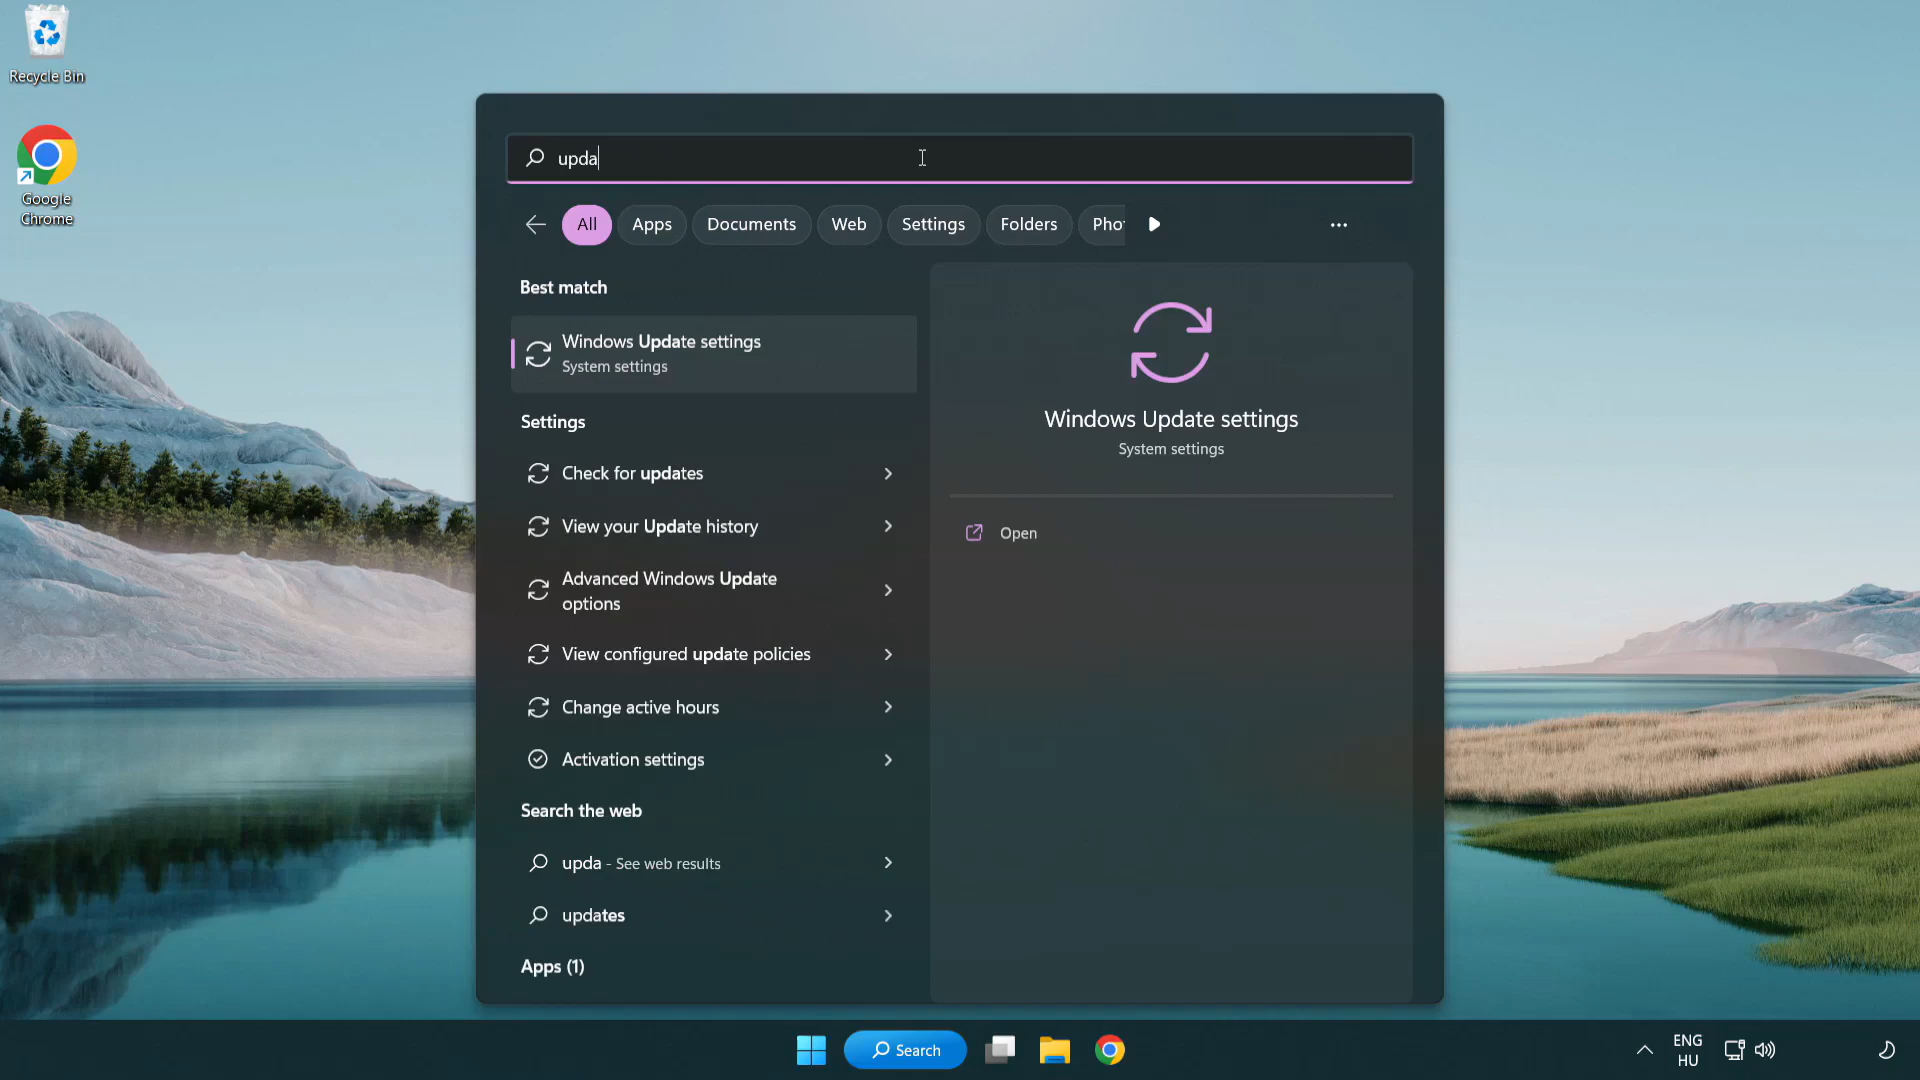 Recycle Bin
Google
Chrome
upda
All
Apps
Documents
Web
Settings
Folders
Pho
Best match
Windows Update settings
System settings
Settings
Check for updates
View your Update history
Advanced Windows Update
options
View configured update policies
Change active hours
Activation settings
Search the web
upda - See web results
updates
Apps (1)
Windows Update settings
System settings
Open
Search
ENG
HU